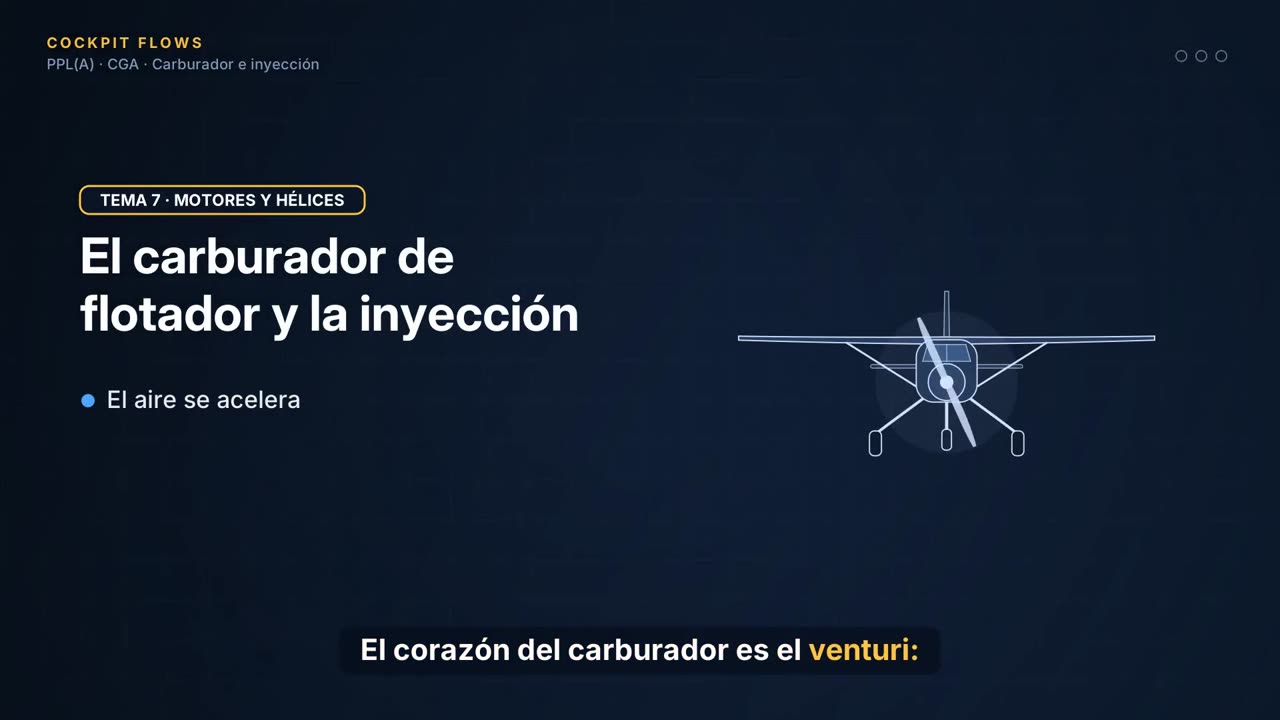 COCKPIT FLOWS
PPL(A) · CGA · Carburador e inyección
TEMA 7 · MOTORES Y HÉLICES
El carburador de
flotador y la inyección
El aire se acelera
El corazón del carburador es el venturi: